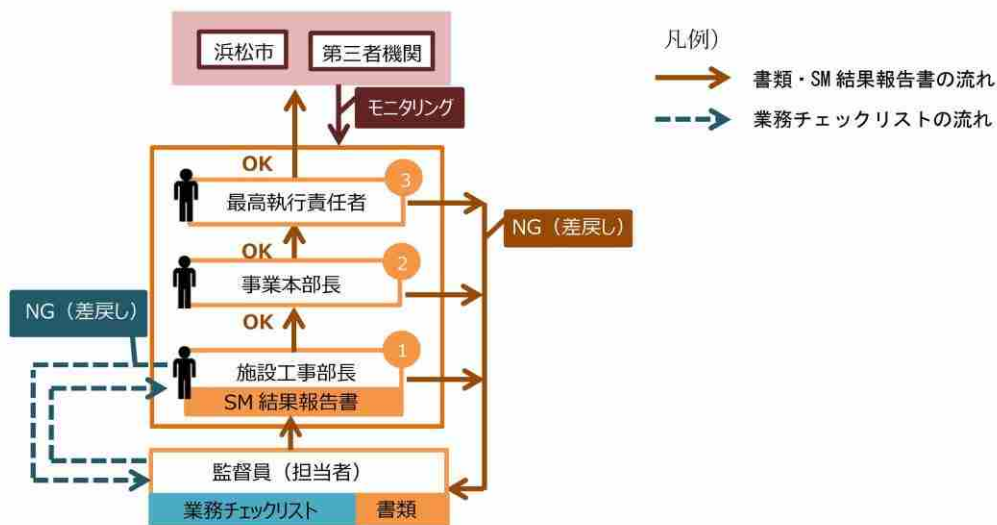 浜松市
第三者機関
モニタリング
凡例)
書類・SM 結果報告書の流れ
業務チェックリストの流れ
OK
3
最高執行責任者
NG（差戻し）
OK
2
事業本部長
OK
NG（差戻し）
1
施設工事部長
SM 結果報告書
監督員（担当者）
業務チェックリスト
書類